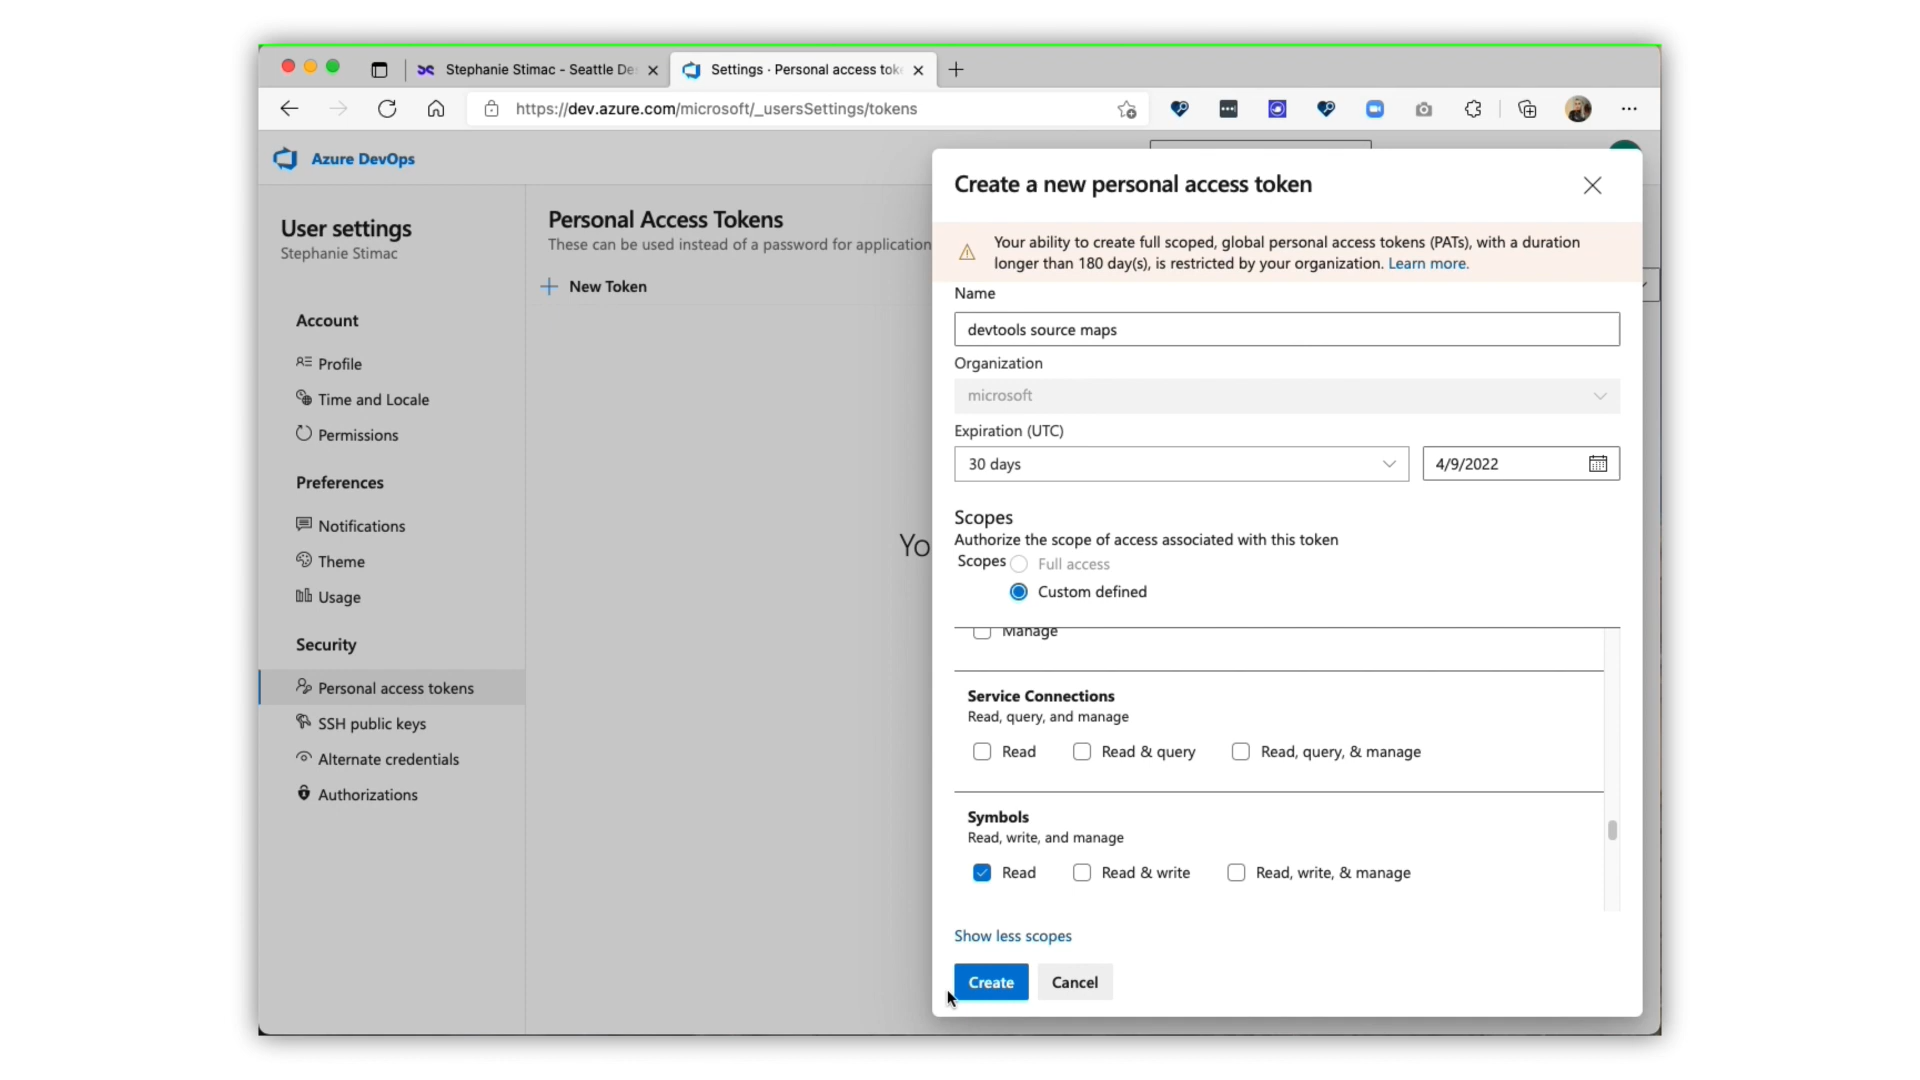 Stephanie Stimac - Seattle De
Settings · Personal access tok
https://dev.azure.com/microsoft/_usersSettings/tokens
Azure DevOps
User settings
Stephanie Stimac
Account
Profile
Time and Locale
Permissions
Preferences
Notifications
Theme
Usage
Security
Personal access tokens
SSH public keys
Alternate credentials
Authorizations
Personal Access Tokens
These can be used instead of a password for application
New Token
Yo
Create a new personal access token
Your ability to create full scoped, global personal access tokens (PATs), with a duration
longer than 180 day(s), is restricted by your organization. Learn more.
Name
devtools source maps
Organization
microsoft
Expiration (UTC)
30 days
4/9/2022
Scopes
Authorize the scope of access associated with this token
Scopes Full access
Custom defined
Manage
Service Connections
Read, query, and manage
Read Read & query Read, query, & manage
Symbols
Read, write, and manage
Read Read & write Read, write, & manage
Show less scopes
Create Cancel